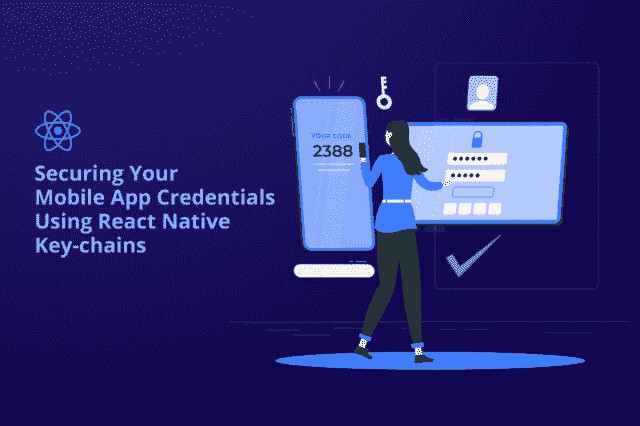 Securing Your
Mobile App Credentials
Using React Native
Key-chains
YOUR CODE
2388